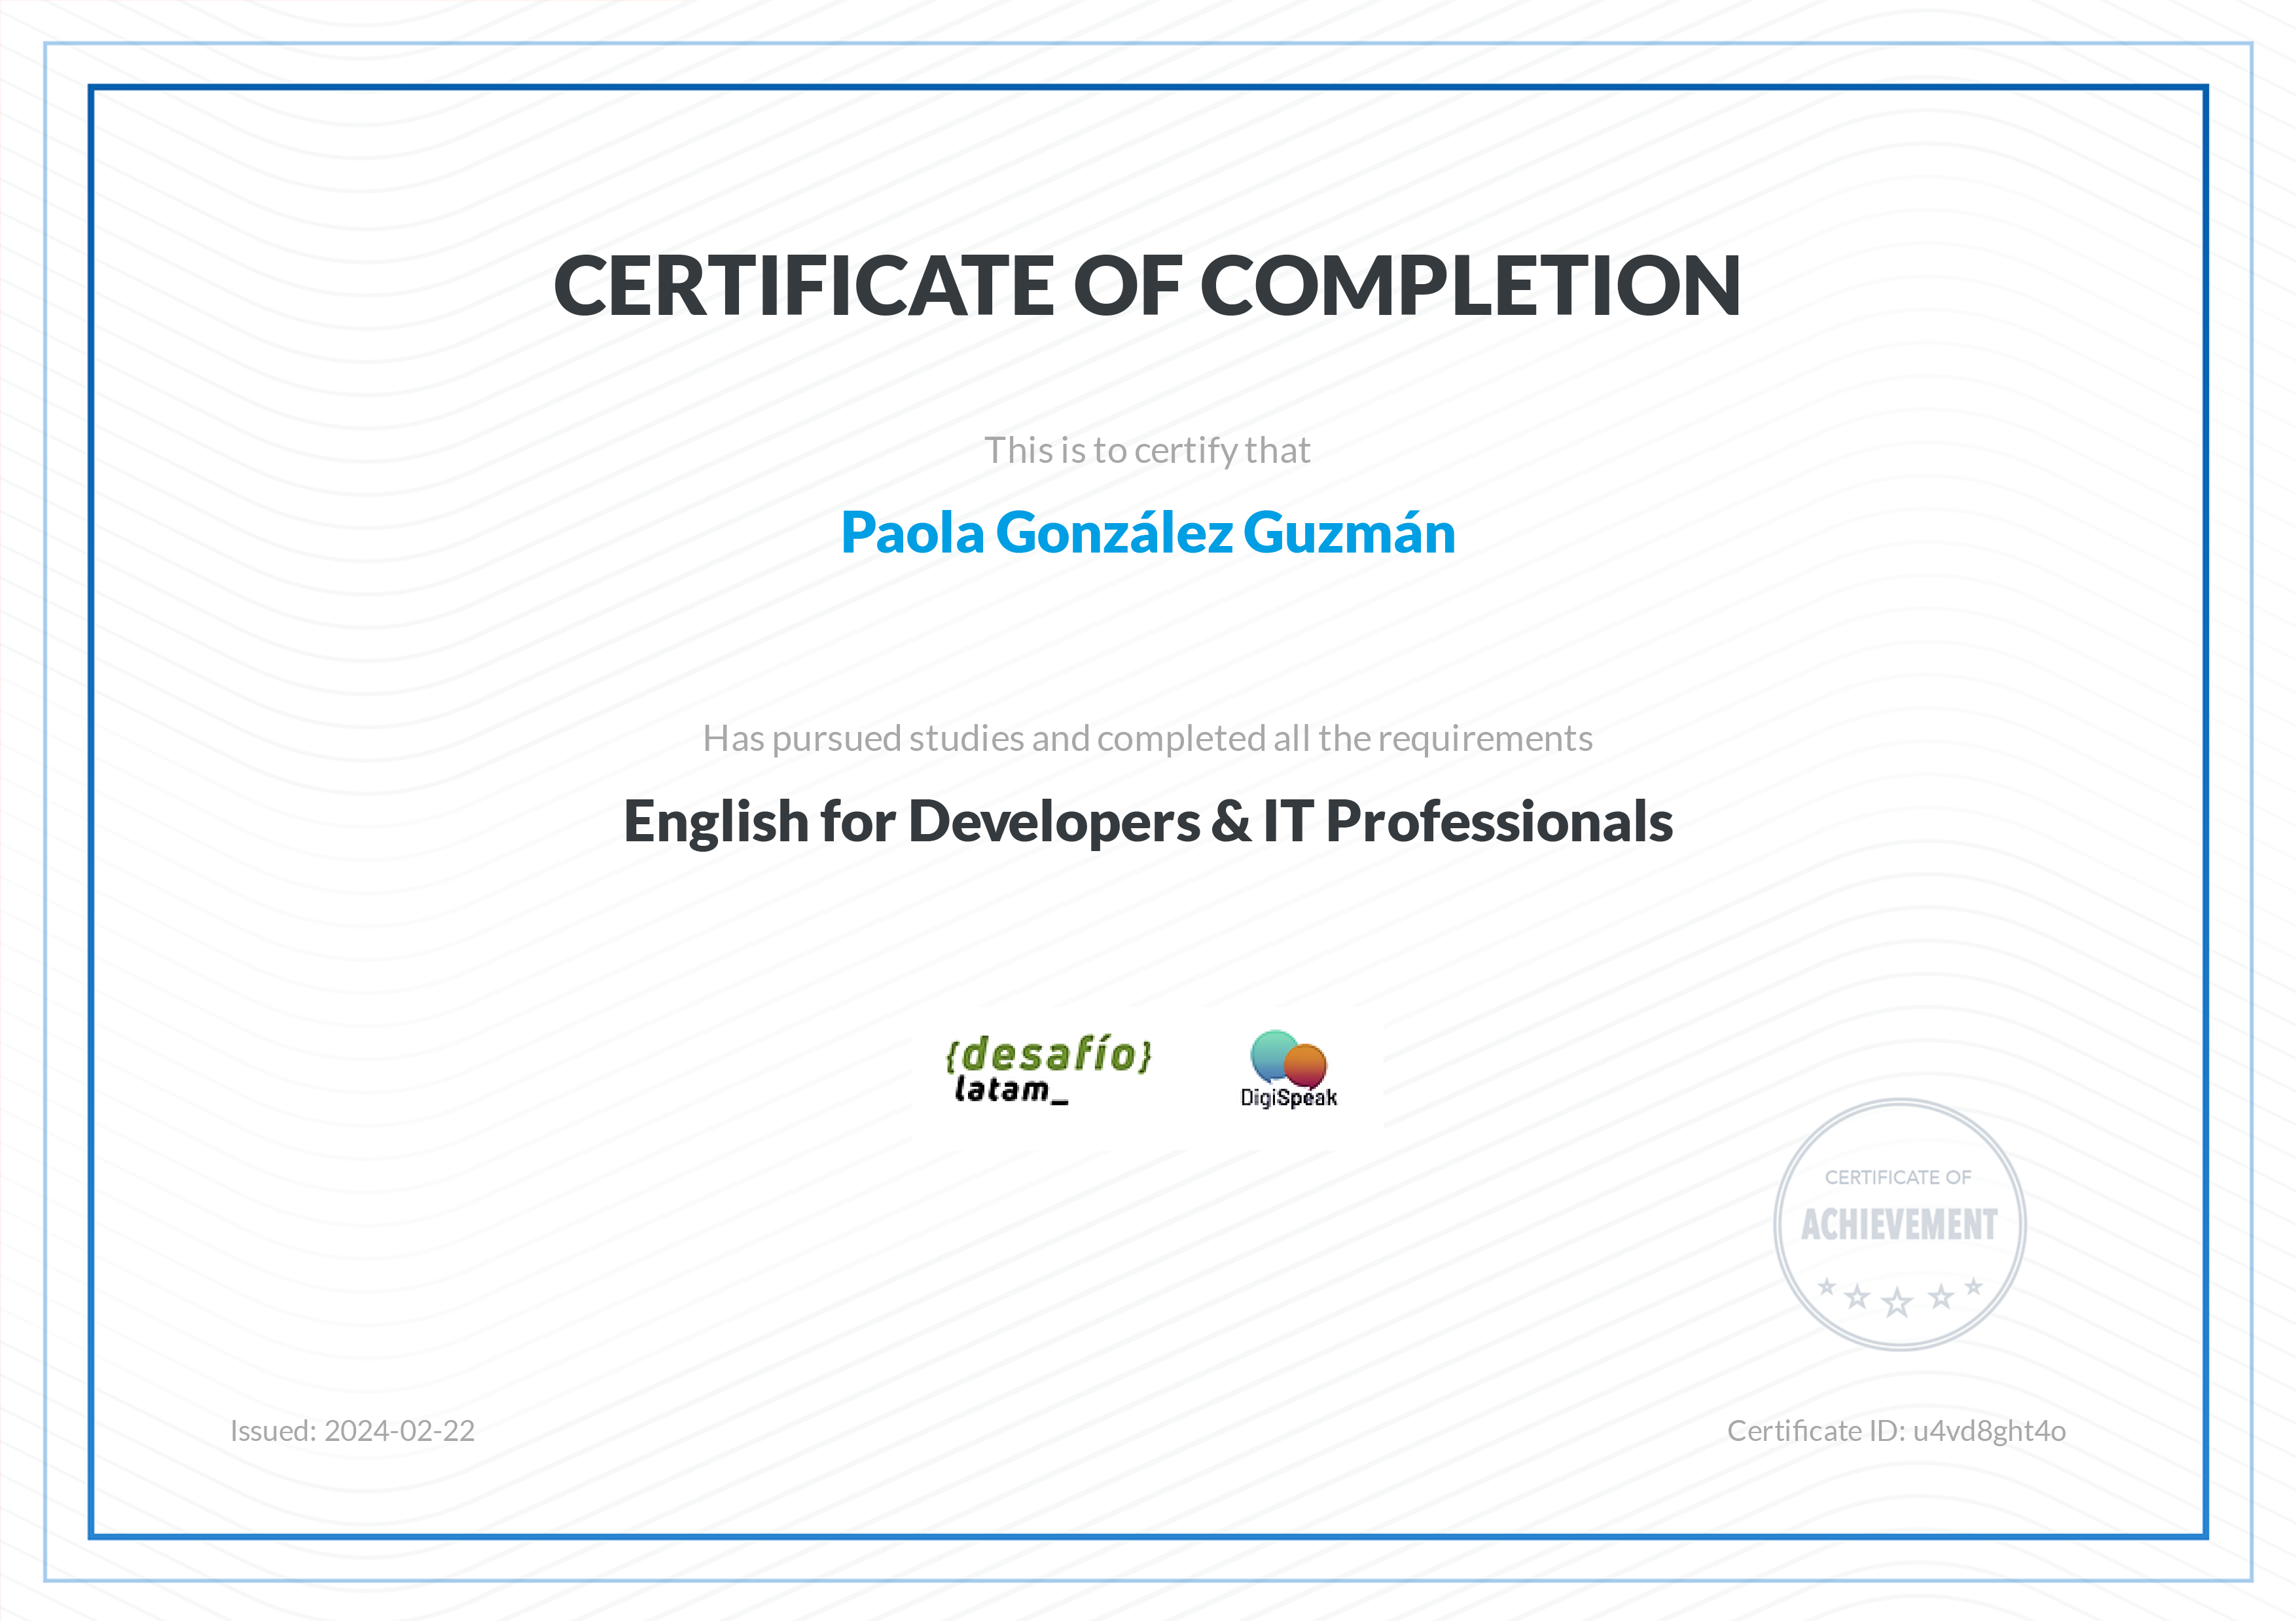 CERTIFICATE OF COMPLETION
This is to certify that
Paola González Guzmán
Has pursued studies and completed all the requirements
English for Developers & IT Professionals
{desafío}
latam_
DigiSpeak
CERTIFICATE OF
ACHIEVEMENT
Issued: 2024-02-22
Certificate ID: u4vd8ght4o